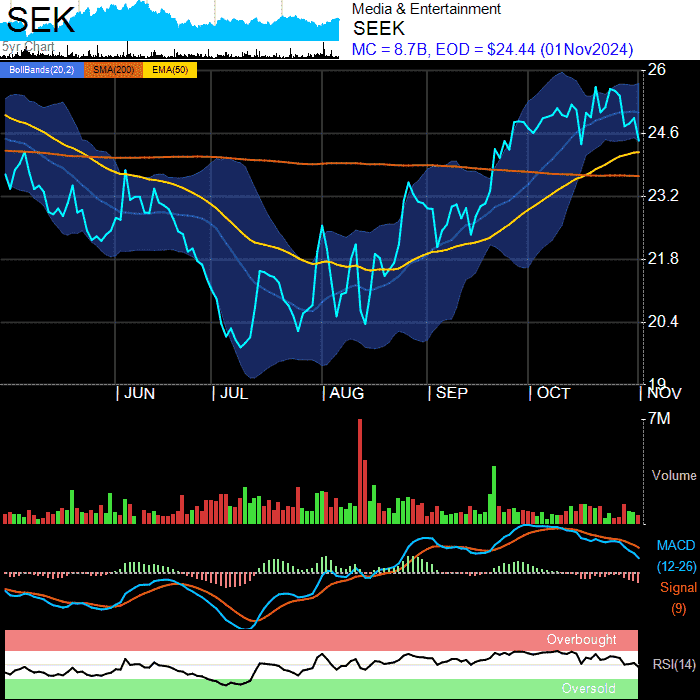 SEK
5yr Chart
Media & Entertainment
SEEK
MC = 8.7B, EOD = $24.44 (01Nov2024)
BollBands(20,2) SMA(200) EMA(50)
26
24.6
23.2
21.8
20.4
19
JUN JUL AUG SEP OCT NOV
7M
Volume
MACD
(12-26)
Signal
(9)
Overbought
RSI(14)
Oversold